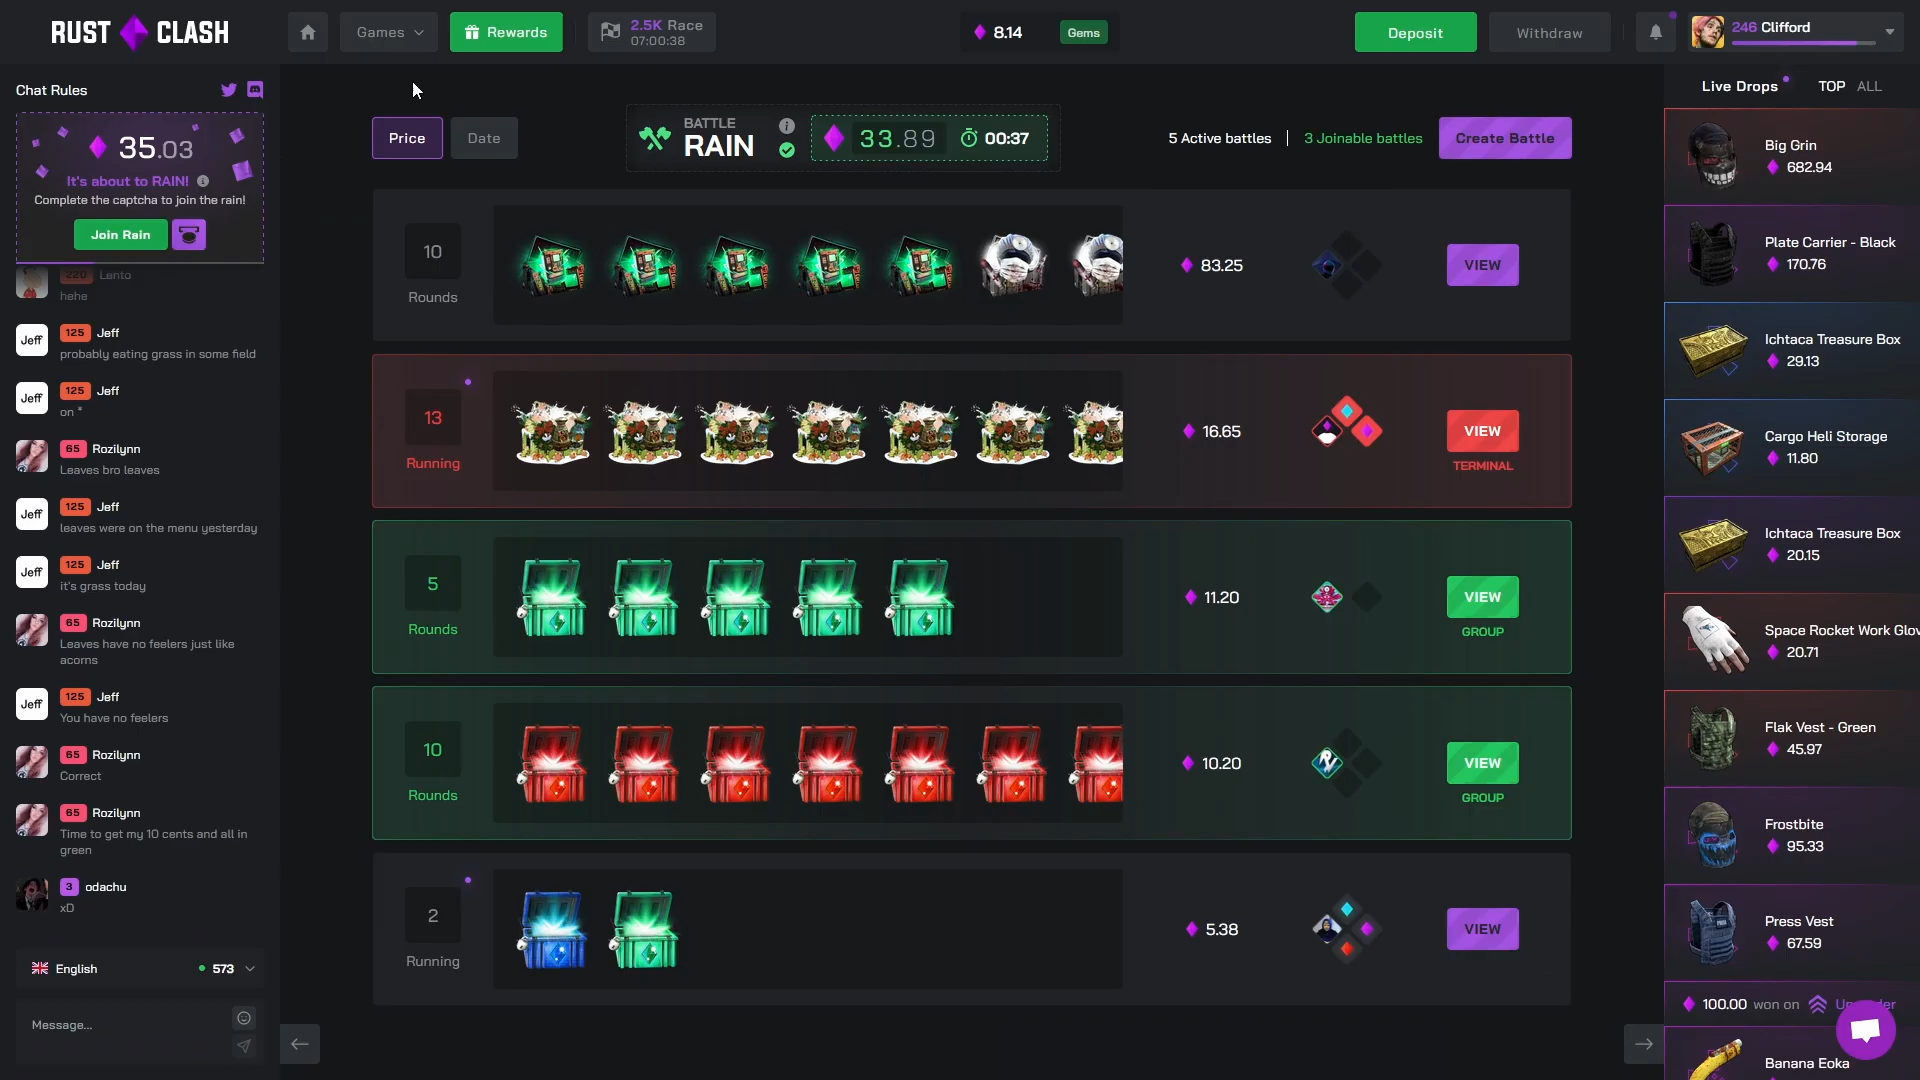 RUST CLASH
Games
Rewards
2.5K Race
07:00:38
8.14
Gems
Deposit
Withdraw
246 Clifford
Chat Rules
35.03
It's about to RAIN!
Complete the captcha to join the rain!
Join Rain
220 Lento
hehe
Jeff
125 Jeff
probably eating grass in some field
Jeff
125 Jeff
on *
65 Rozilynn
Leaves bro leaves
Jeff
125 Jeff
leaves were on the menu yesterday
Jeff
125 Jeff
it's grass today
65 Rozilynn
Leaves have no feelers just like
acorns
Jeff
125 Jeff
You have no feelers
65 Rozilynn
Correct
65 Rozilynn
Time to get my 10 cents and all in
green
3 odachu
xD
English
573
Message...
Price
Date
BATTLE
RAIN
33.89
00:37
5 Active battles
3 Joinable battles
Create Battle
10
Rounds
83.25
VIEW
13
Running
16.65
VIEW
TERMINAL
5
Rounds
11.20
VIEW
GROUP
10
Rounds
10.20
VIEW
GROUP
2
Running
5.38
VIEW
Live Drops
TOP
ALL
Big Grin
682.94
Plate Carrier - Black
170.76
Ichtaca Treasure Box
29.13
Cargo Heli Storage
11.80
Ichtaca Treasure Box
20.15
Space Rocket Work Glov
20.71
Flak Vest - Green
45.97
Frostbite
95.33
Press Vest
67.59
100.00 won on
Banana Eoka